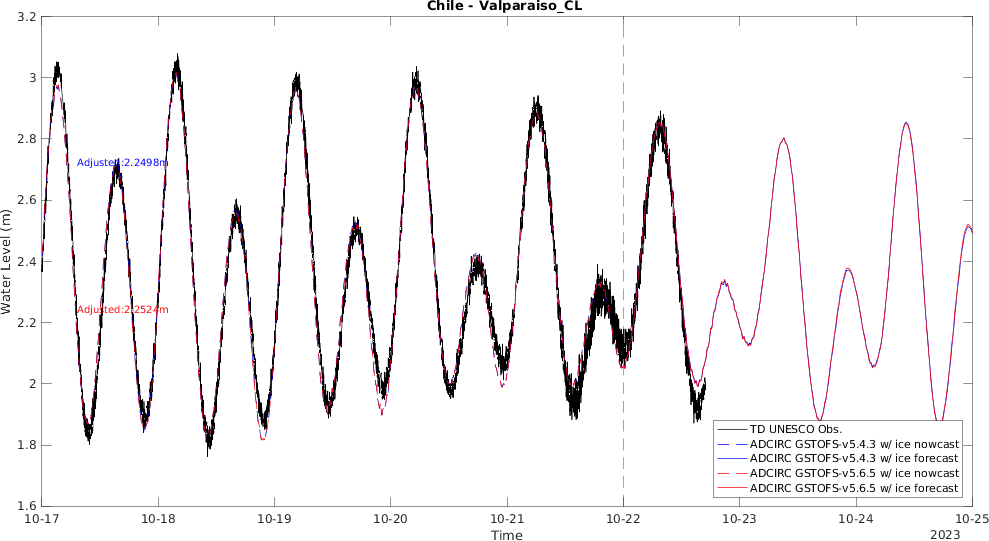 Chile - Valparaiso_CL
3.2
3
2.8
2.6
2.4
2.2
2
1.8
1.6
Water Level (m)
Adjusted:2.2498m
Adjusted:2.2524m
TD UNESCO Obs.
ADCIRC GSTOFS-v5.4.3 w/ ice nowcast
ADCIRC GSTOFS-v5.4.3 w/ ice forecast
ADCIRC GSTOFS-v5.6.5 w/ ice nowcast
ADCIRC GSTOFS-v5.6.5 w/ ice forecast
10-17 10-18 10-19 10-20 10-21 10-22 10-23 10-24 10-25
Time
2023